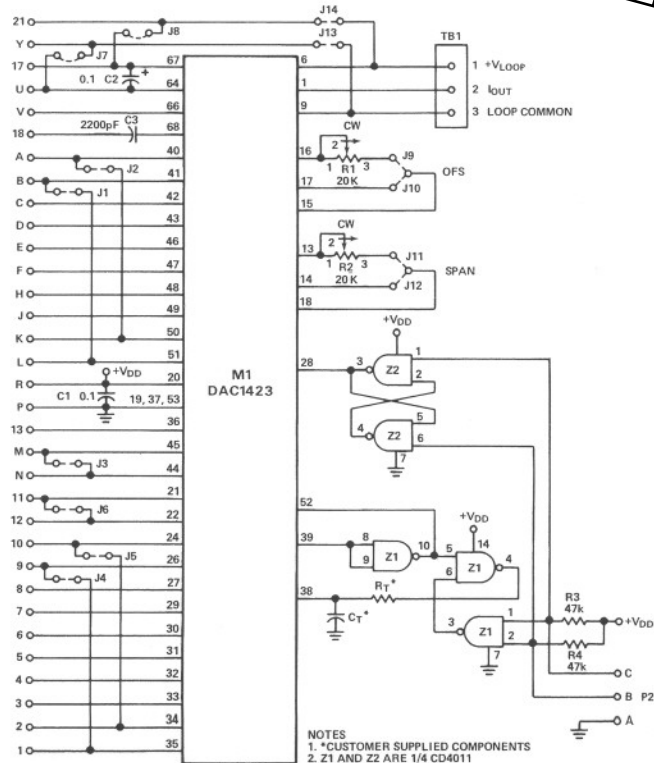 21 J14
Y J8 J13 TB1
17 J7 67 6 1 +VLOOP
0.1 C2 +
U 64 1 2 IOUT
V 66 9 3 LOOP COMMON
18 2200pF C3 68
A 40 16 CW 2 1 R1 3 J9
J2 20K OFS
B 41 17 J10
J1
C 42 15
D 43
E 46 13 CW 2 1 R2 3 J11
F 47 20K SPAN
H 48 14 J12
J 49 18
K 50 +VDD
L 51
+VDD M1
R 20 DAC1423 28 3 Z2 1 2
C1 0.1
P 19, 37, 53
13 36 4 Z2 5 6
M 45 7
J3
N 44
11 21 52 +VDD
J6
12 22
10 24 39 8 9 Z1 10 5 14 Z1 4
J5 6
9 26
J4
8 27 38 RT*
7 29 CT* 3 Z1 1 R3 47k +VDD
6 30 2 R4 47k
5 31 7
4 32 C
3 33 B P2
2 34 A
1 35
NOTES
1. *CUSTOMER SUPPLIED COMPONENTS
2. Z1 AND Z2 ARE 1/4 CD4011